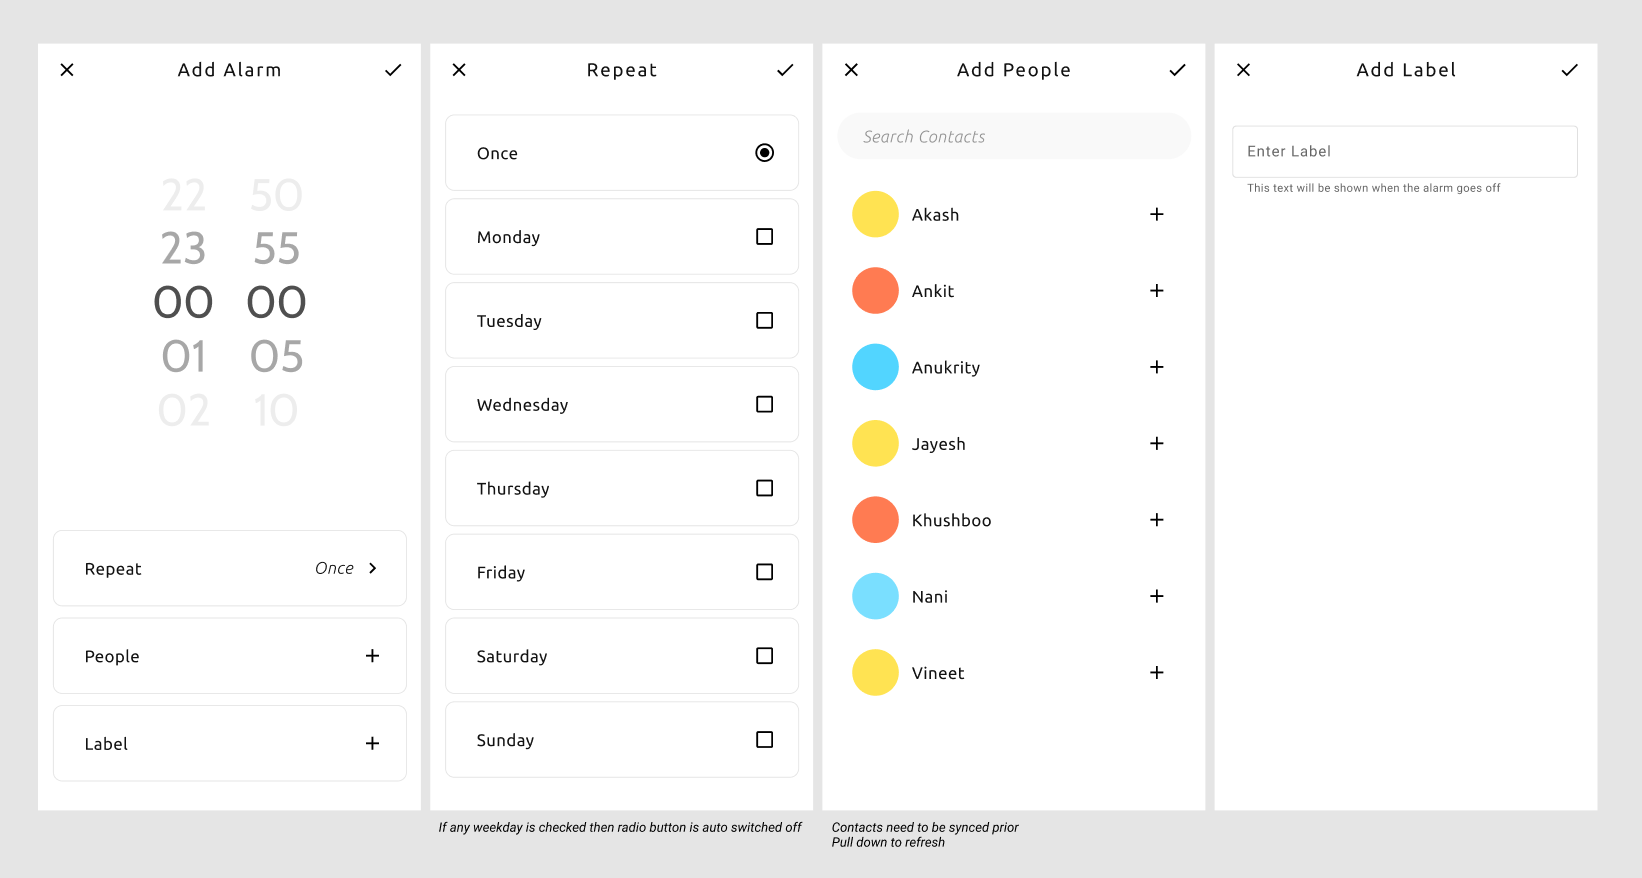 Add Alarm
22 50
23 55
00 00
01 05
02 10
Repeat Once
People
Label
Repeat
Once
Monday
Tuesday
Wednesday
Thursday
Friday
Saturday
Sunday
If any weekday is checked then radio button is auto switched off
Add People
Search Contacts
Akash
Ankit
Anukrity
Jayesh
Khushboo
Nani
Vineet
Contacts need to be synced prior
Pull down to refresh
Add Label
Enter Label
This text will be shown when the alarm goes off